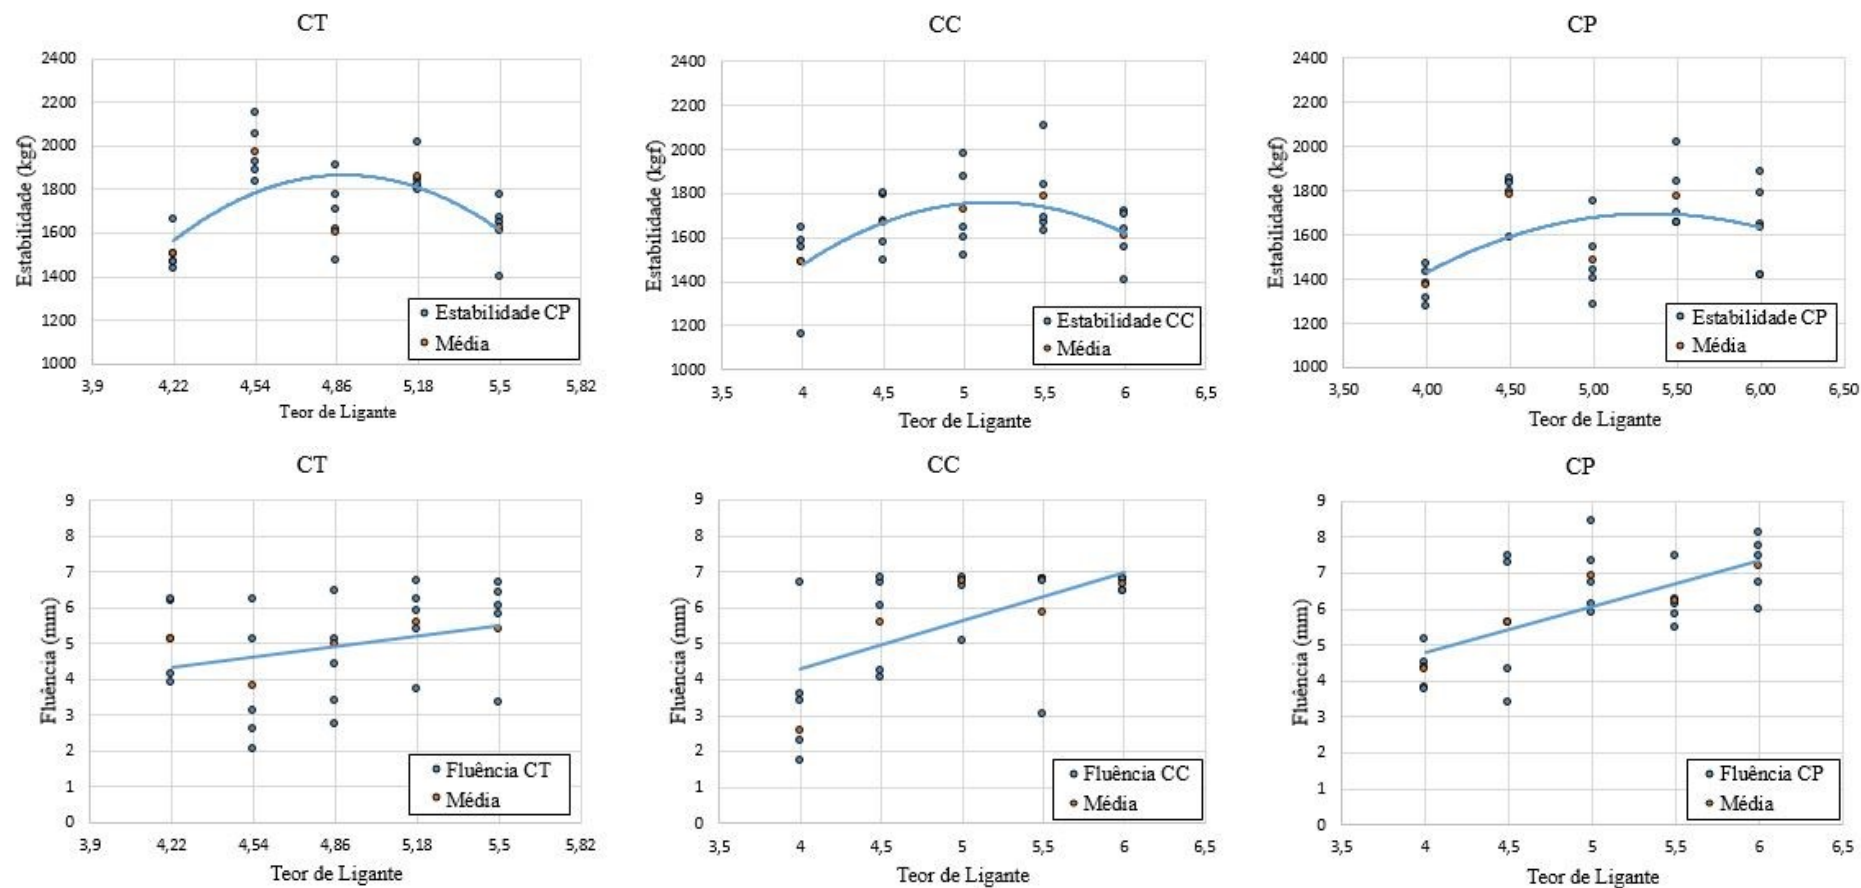 CT
2400
2200
2000
1800
1600
1400
1200
1000
Estabilidade (kgf)
Estabilidade CP
Média
3,9 4,22 4,54 4,86 5,18 5,5 5,82
Teor de Ligante
CC
2400
2200
2000
1800
1600
1400
1200
1000
Estabilidade (kgf)
Estabilidade CC
Média
3,5 4 4,5 5 5,5 6 6,5
Teor de Ligante
CP
2400
2200
2000
1800
1600
1400
1200
1000
Estabilidade (kgf)
Estabilidade CP
Média
3,50 4,00 4,50 5,00 5,50 6,00 6,50
Teor de Ligante
CT
9
8
7
6
5
4
3
2
1
0
Fluência (mm)
Fluência CT
Média
3,9 4,22 4,54 4,86 5,18 5,5 5,82
Teor de Ligante
CC
9
8
7
6
5
4
3
2
1
0
Fluência (mm)
Fluência CC
Média
3,5 4 4,5 5 5,5 6 6,5
Teor de Ligante
CP
9
8
7
6
5
4
3
2
1
0
Fluência (mm)
Fluência CP
Média
3,5 4 4,5 5 5,5 6 6,5
Teor de Ligante